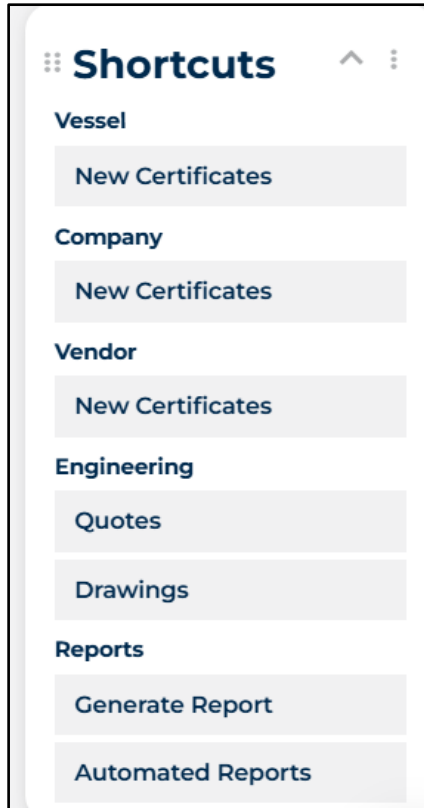 Shortcuts
Vessel
New Certificates
Company
New Certificates
Vendor
New Certificates
Engineering
Quotes
Drawings
Reports
Generate Report
Automated Reports